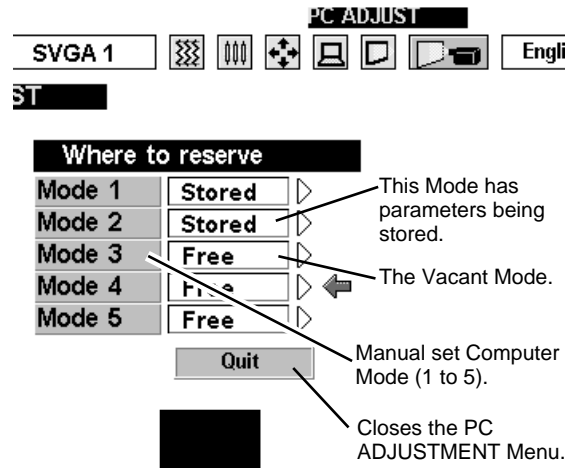 PC ADJUST
SVGA 1
Engli
ST
Where to reserve
Mode 1 Stored
Mode 2 Stored
Mode 3 Free
Mode 4 Free
Mode 5 Free
Quit
This Mode has
parameters being
stored.
The Vacant Mode.
Manual set Computer
Mode (1 to 5).
Closes the PC
ADJUSTMENT Menu.